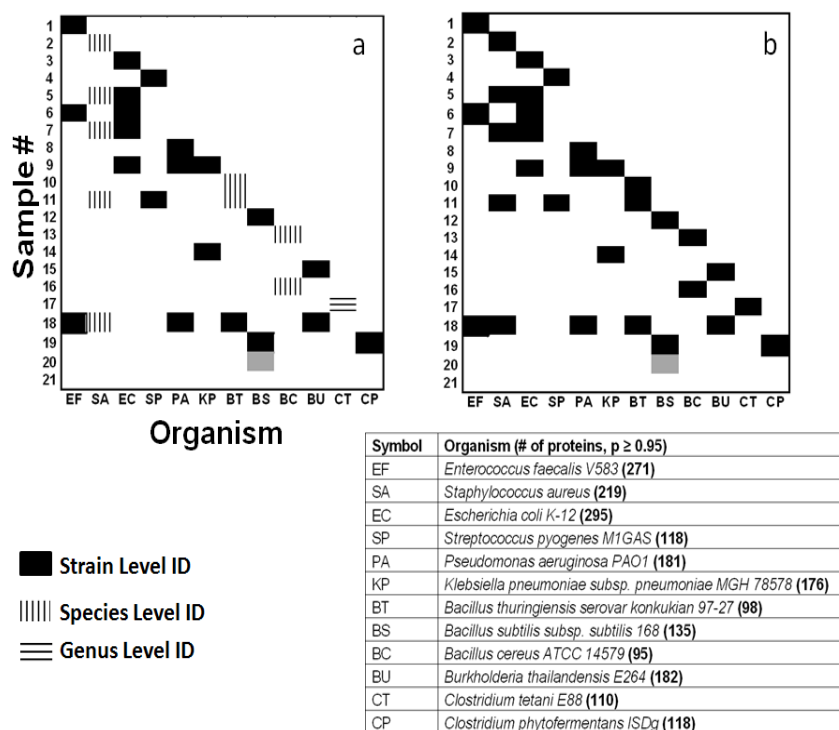 a
b
1
2
3
4
5
6
7
8
9
10
11
12
13
14
15
16
17
18
19
20
21
Sample #
EF SA EC SP PA KP BT BS BC BU CT CP
Organism
1
2
3
4
5
6
7
8
9
10
11
12
13
14
15
16
17
18
19
20
21
EF SA EC SP PA KP BT BS BC BU CT CP
Symbol Organism (# of proteins, p ≥ 0.95)
EF Enterococcus faecalis V583 (271)
SA Staphylococcus aureus (219)
EC Escherichia coli K-12 (295)
SP Streptococcus pyogenes M1GAS (118)
PA Pseudomonas aeruginosa PAO1 (181)
KP Klebsiella pneumoniae subsp. pneumoniae MGH 78578 (176)
BT Bacillus thuringiensis serovar konkukian 97-27 (98)
BS Bacillus subtilis subsp. subtilis 168 (135)
BC Bacillus cereus ATCC 14579 (95)
BU Burkholderia thailandensis E264 (182)
CT Clostridium tetani E88 (110)
CP Clostridium phytofermentans ISDg (118)
Strain Level ID
Species Level ID
Genus Level ID